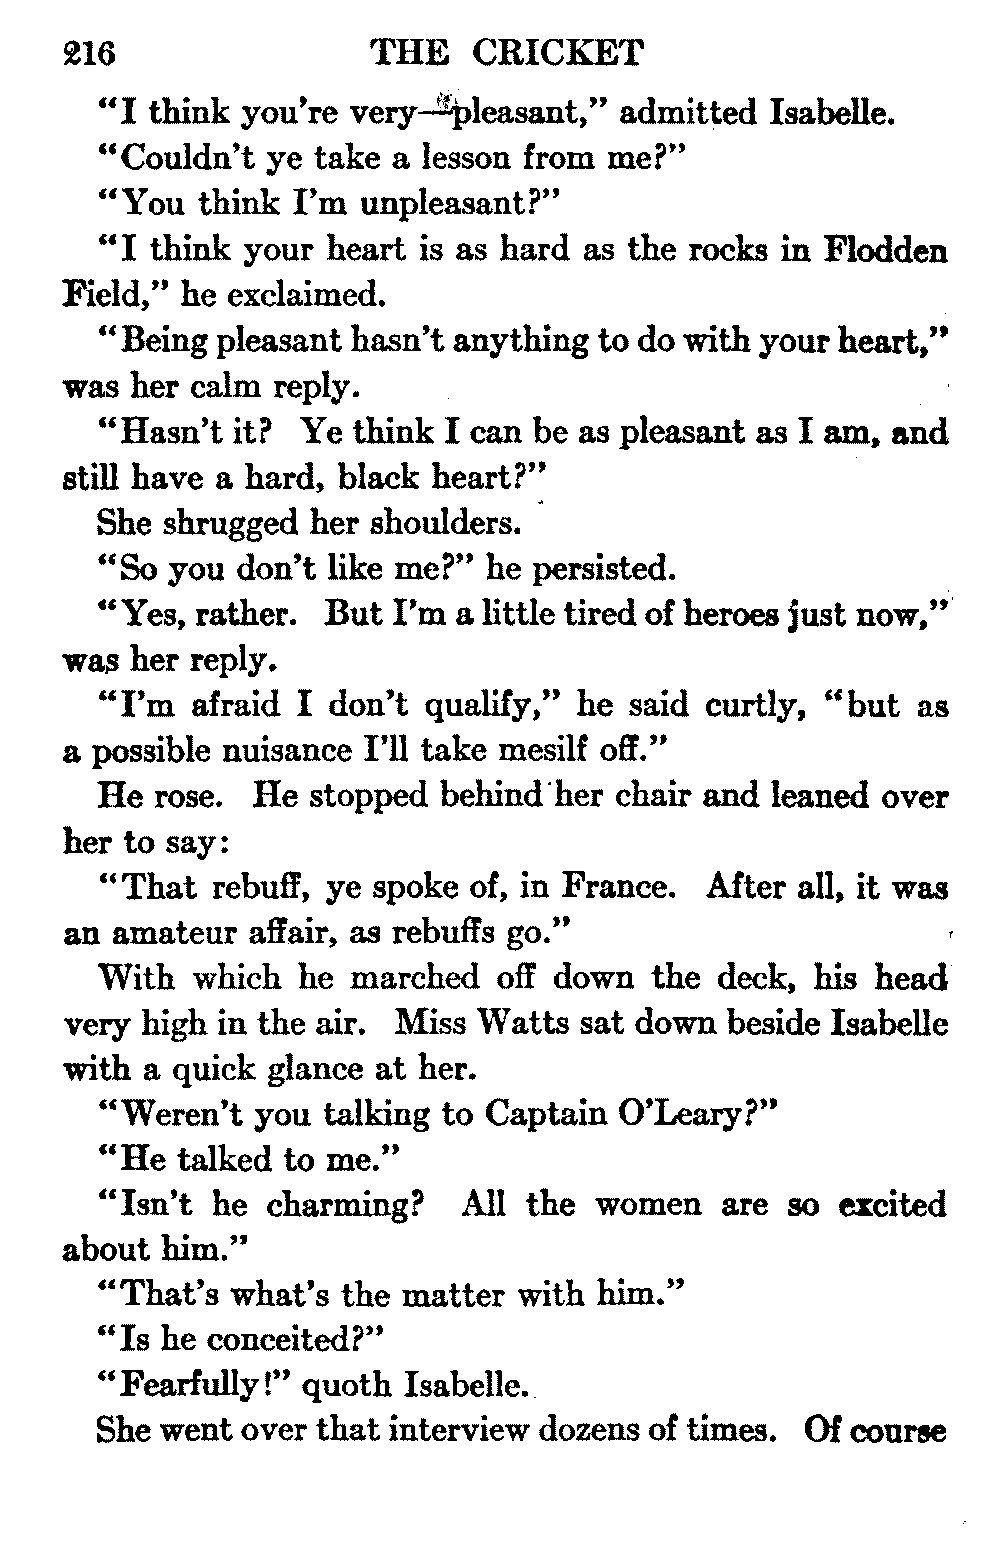 216 THE CRICKET
“I think you’re very—pleasant,” admitted Isabelle.
“Couldn’t ye take a lesson from me?”
“You think I’m unpleasant?”
“I think your heart is as hard as the rocks in Flodden
Field,” he exclaimed.
“Being pleasant hasn’t anything to do with your heart,”
was her calm reply.
“Hasn’t it? Ye think I can be as pleasant as I am, and
still have a hard, black heart?”
She shrugged her shoulders.
“So you don’t like me?” he persisted.
“Yes, rather. But I’m a little tired of heroes just now,”
was her reply.
“I’m afraid I don’t qualify,” he said curtly, “but as
a possible nuisance I’ll take mesilf off.”
He rose. He stopped behind her chair and leaned over
her to say:
“That rebuff, ye spoke of, in France. After all, it was
an amateur affair, as rebuffs go.”
With which he marched off down the deck, his head
very high in the air. Miss Watts sat down beside Isabelle
with a quick glance at her.
“Weren’t you talking to Captain O’Leary?”
“He talked to me.”
“Isn’t he charming? All the women are so excited
about him.”
“That’s what’s the matter with him.”
“Is he conceited?”
“Fearfully!” quoth Isabelle.
She went over that interview dozens of times. Of course